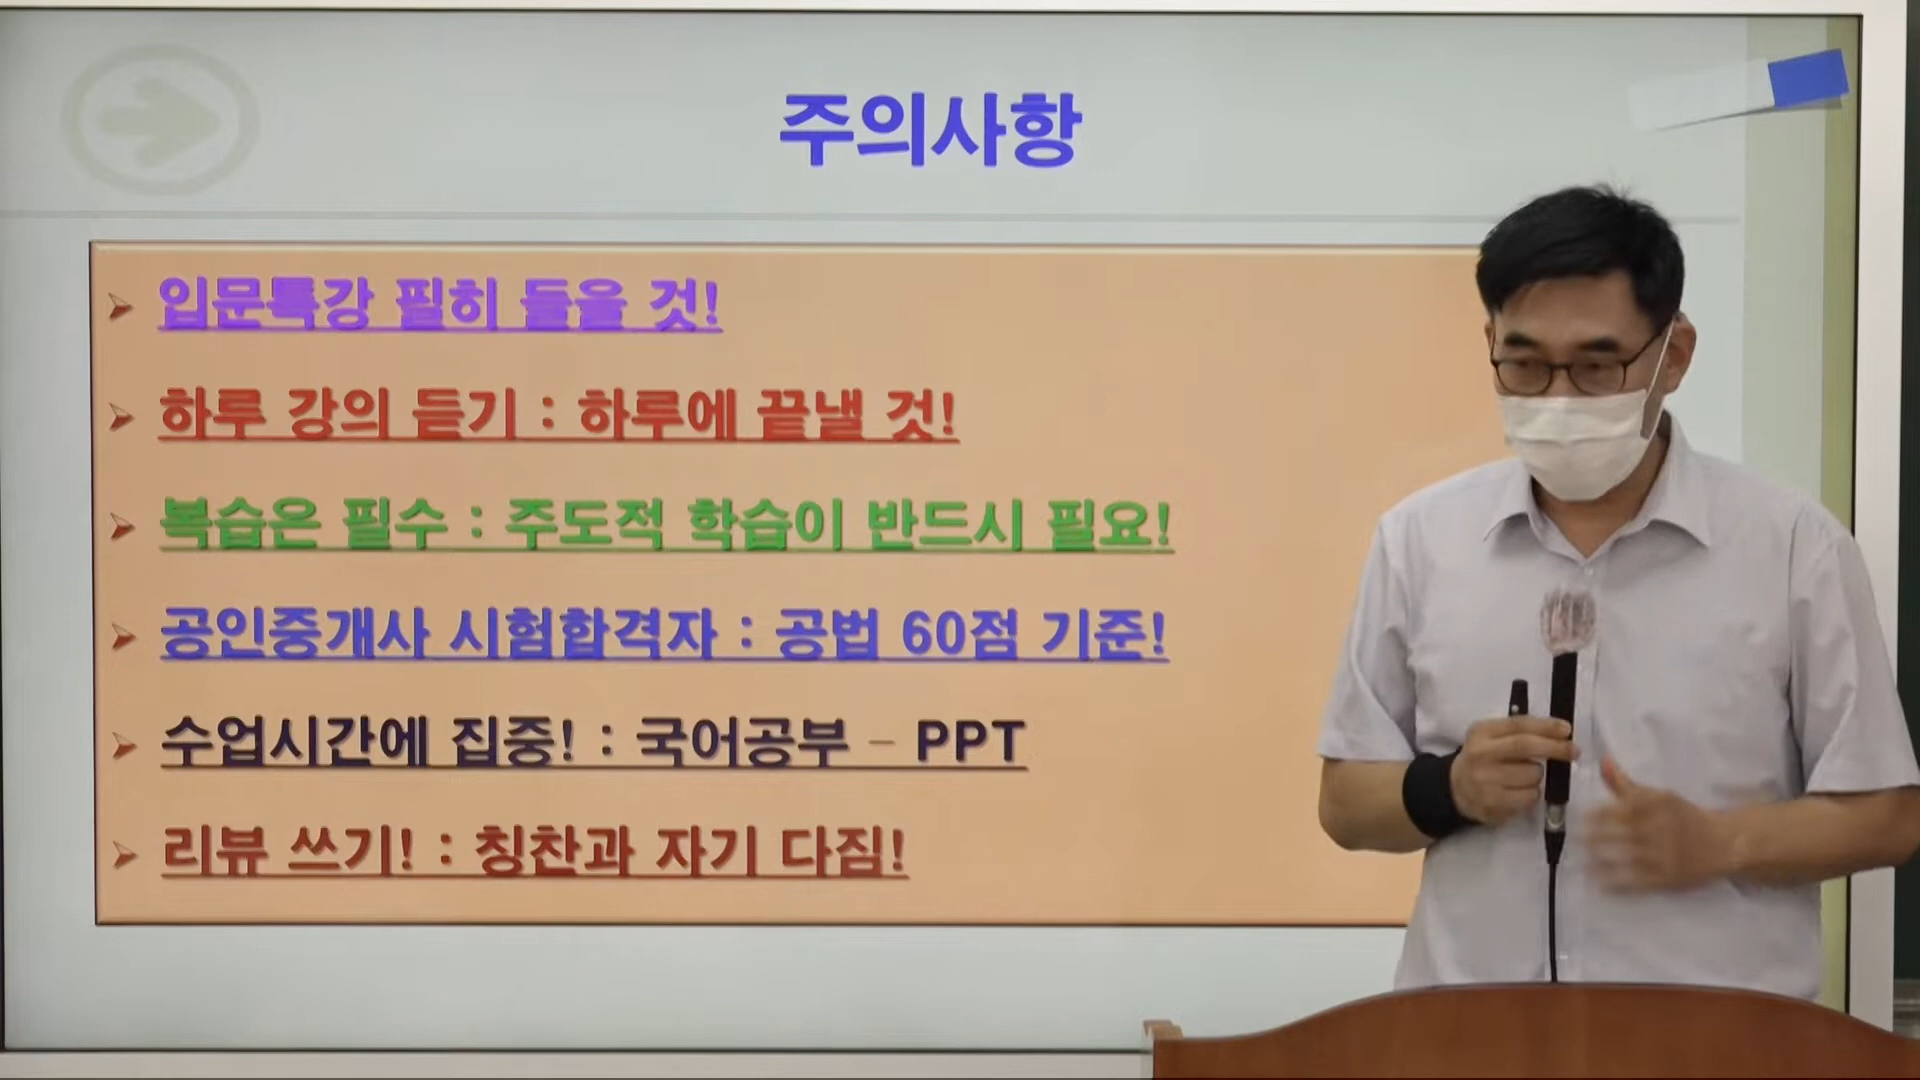 주의사항
입문특강 필히 들을 것!
하루 강의 듣기 : 하루에 끝낼 것!
복습은 필수 : 주도적 학습이 반드시 필요!
공인중개사 시험합격자 : 공법 60점 기준!
수업시간에 집중! : 국어공부 – PPT
리뷰 쓰기! : 칭찬과 자기 다짐!